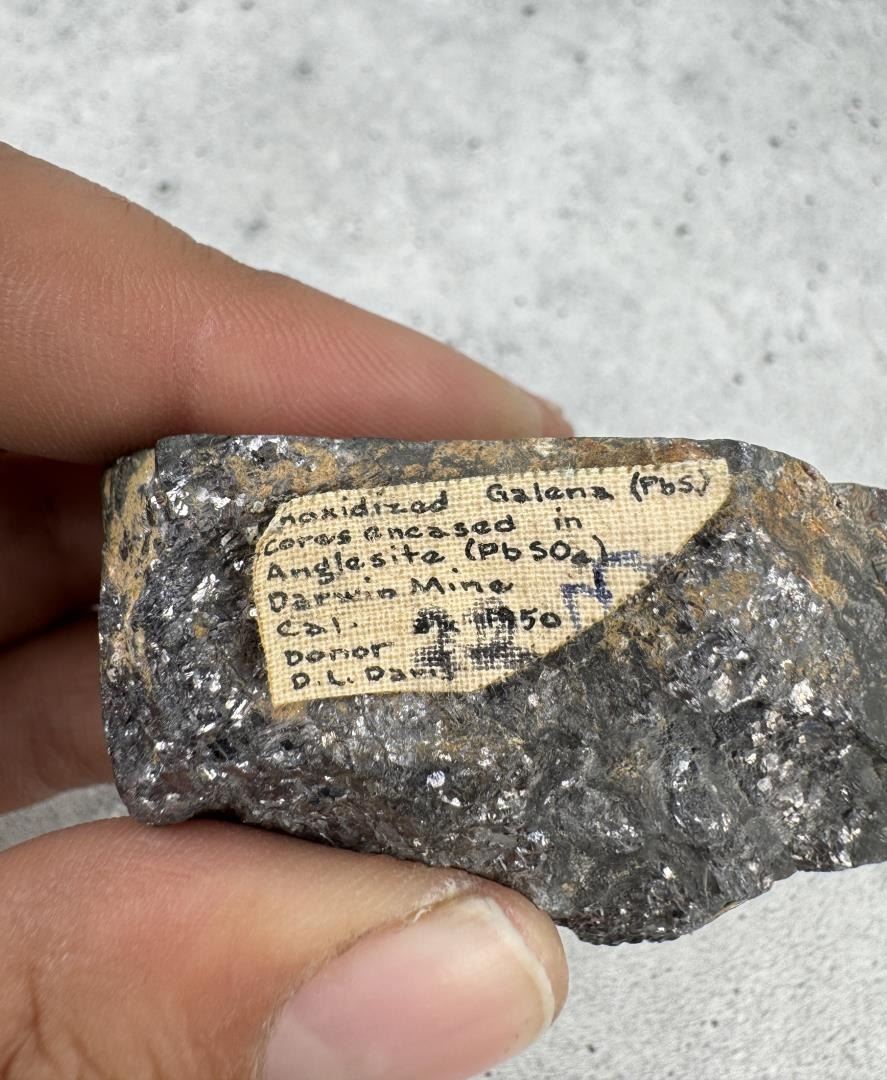 Unoxidized Galena (PbS)
cores encased in
Anglesite (PbSO4)
Darwin Mine
Cal. 1950
Donor
D.L. Davis